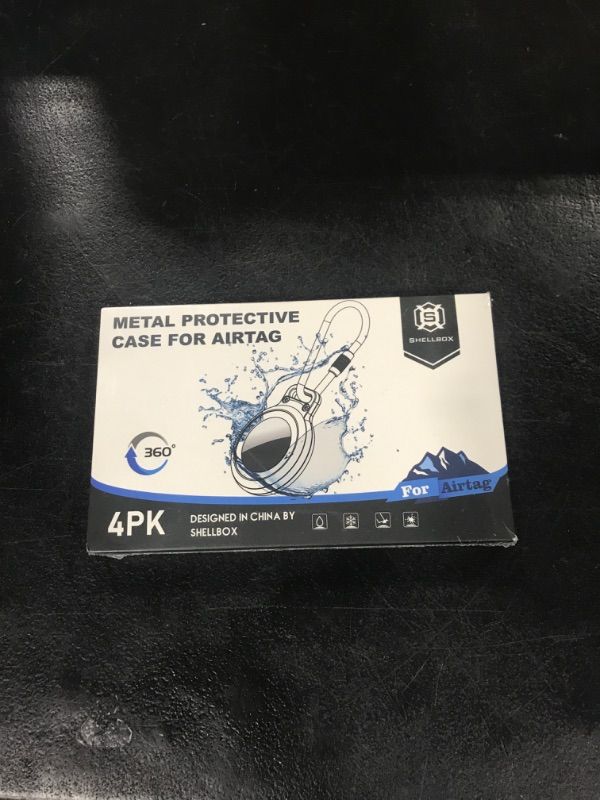 METAL PROTECTIVE
CASE FOR AIRTAG
S
SHELLBOX
360°
For Airtag
4PK
DESIGNED IN CHINA BY
SHELLBOX